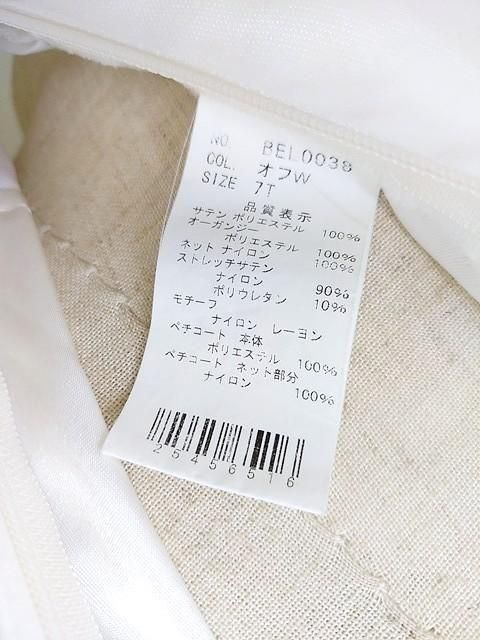 NO. BEL0038
COL. オフW
SIZE 7T
品質表示
サテン ポリエステル 100%
オーガンジー
ポリエステル 100%
ネット ナイロン 100%
ストレッチサテン
ナイロン 90%
ポリウレタン 10%
モチーフ
ナイロン レーヨン
ペチコート 本体
ポリエステル 100%
ペチコート ネット部分
ナイロン 100%
25456516